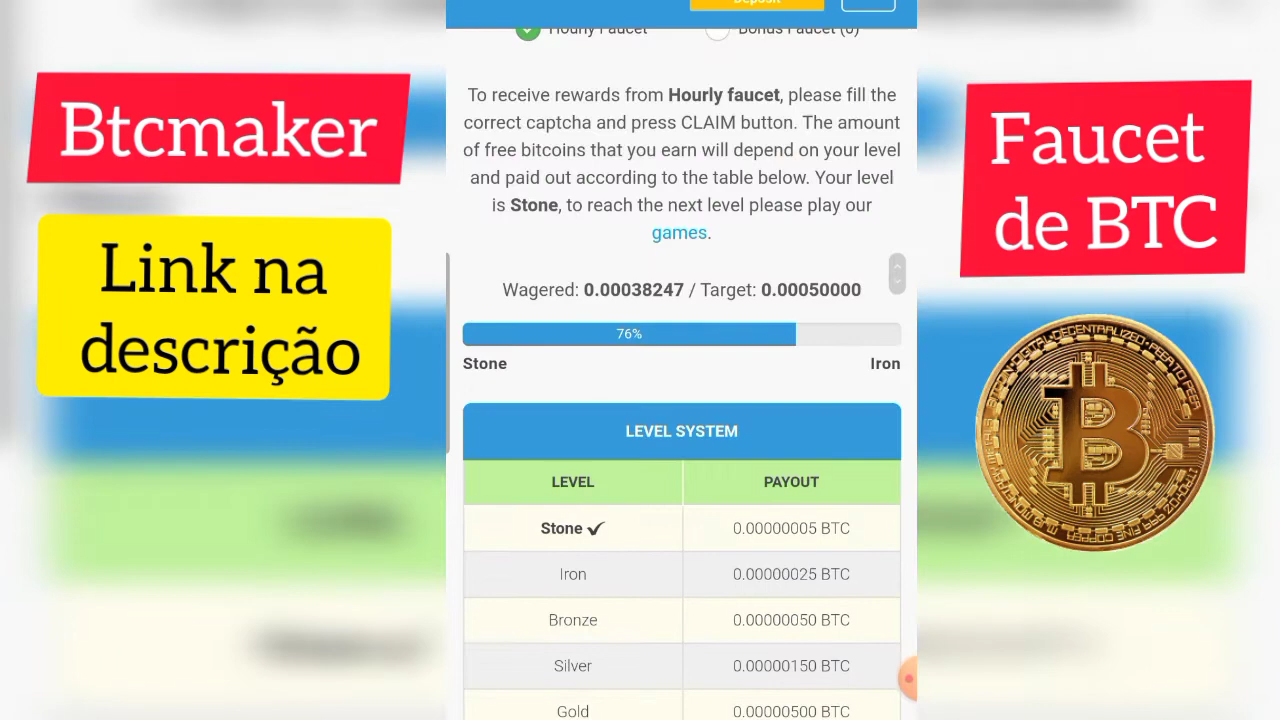 Btcmaker
Link na
descrição
Deposit
Hourly Faucet
Bonus Faucet (0)
To receive rewards from Hourly faucet, please fill the
correct captcha and press CLAIM button. The amount
of free bitcoins that you earn will depend on your level
and paid out according to the table below. Your level
is Stone, to reach the next level please play our
games.
Wagered: 0.00038247 / Target: 0.00050000
76%
Stone Iron
LEVEL SYSTEM
LEVEL PAYOUT
Stone ✔ 0.00000005 BTC
Iron 0.00000025 BTC
Bronze 0.00000050 BTC
Silver 0.00000150 BTC
Gold 0.00000500 BTC
Faucet
de BTC